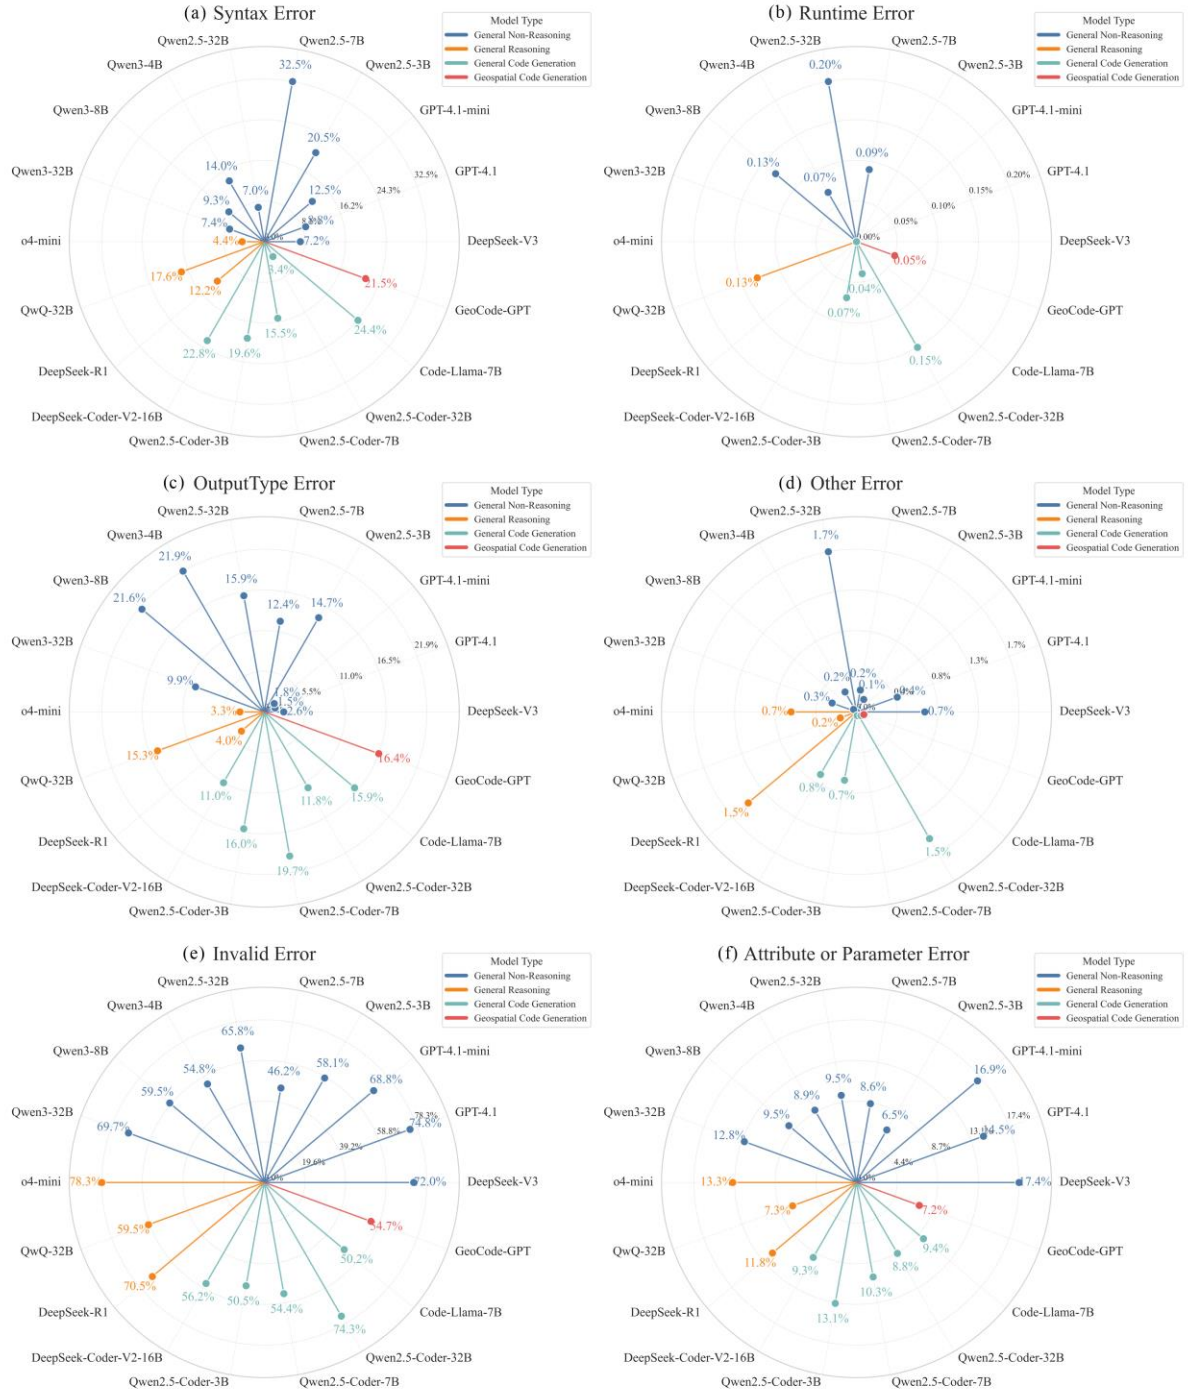 (a) Syntax Error
Model Type
General Non-Reasoning
General Reasoning
General Code Generation
Geospatial Code Generation
Qwen2.5-32B
Qwen2.5-7B
Qwen3-4B
Qwen2.5-3B
Qwen3-8B
GPT-4.1-mini
Qwen3-32B
GPT-4.1
o4-mini
DeepSeek-V3
QwQ-32B
GeoCode-GPT
DeepSeek-R1
Code-Llama-7B
DeepSeek-Coder-V2-16B
Qwen2.5-Coder-32B
Qwen2.5-Coder-3B
Qwen2.5-Coder-7B
32.5%
20.5%
14.0%
7.0%
12.5%
9.3%
7.4%
7.2%
4.4%
17.6%
12.2%
3.4%
21.5%
24.4%
15.5%
22.8%
19.6%
32.5%
24.3%
16.2%
(b) Runtime Error
Model Type
General Non-Reasoning
General Reasoning
General Code Generation
Geospatial Code Generation
Qwen2.5-32B
Qwen2.5-7B
Qwen3-4B
Qwen2.5-3B
Qwen3-8B
GPT-4.1-mini
Qwen3-32B
GPT-4.1
o4-mini
DeepSeek-V3
QwQ-32B
GeoCode-GPT
DeepSeek-R1
Code-Llama-7B
DeepSeek-Coder-V2-16B
Qwen2.5-Coder-32B
Qwen2.5-Coder-3B
Qwen2.5-Coder-7B
0.20%
0.13%
0.07%
0.09%
0.20%
0.15%
0.10%
0.05%
0.00%
0.05%
0.13%
0.04%
0.07%
0.15%
(c) OutputType Error
Model Type
General Non-Reasoning
General Reasoning
General Code Generation
Geospatial Code Generation
Qwen2.5-32B
Qwen2.5-7B
Qwen3-4B
Qwen2.5-3B
Qwen3-8B
GPT-4.1-mini
Qwen3-32B
GPT-4.1
o4-mini
DeepSeek-V3
QwQ-32B
GeoCode-GPT
DeepSeek-R1
Code-Llama-7B
DeepSeek-Coder-V2-16B
Qwen2.5-Coder-32B
Qwen2.5-Coder-3B
Qwen2.5-Coder-7B
21.9%
21.6%
15.9%
12.4%
14.7%
21.9%
16.5%
11.0%
5.5%
9.9%
1.8%
1.5%
2.6%
3.3%
4.0%
15.3%
16.4%
11.0%
11.8%
15.9%
16.0%
19.7%
(d) Other Error
Model Type
General Non-Reasoning
General Reasoning
General Code Generation
Geospatial Code Generation
Qwen2.5-32B
Qwen2.5-7B
Qwen3-4B
Qwen2.5-3B
Qwen3-8B
GPT-4.1-mini
Qwen3-32B
GPT-4.1
o4-mini
DeepSeek-V3
QwQ-32B
GeoCode-GPT
DeepSeek-R1
Code-Llama-7B
DeepSeek-Coder-V2-16B
Qwen2.5-Coder-32B
Qwen2.5-Coder-3B
Qwen2.5-Coder-7B
1.7%
1.7%
1.3%
0.8%
0.2%
0.2%
0.1%
0.4%
0.3%
0.7%
0.7%
0.2%
0.8%
0.7%
1.5%
1.5%
(e) Invalid Error
Model Type
General Non-Reasoning
General Reasoning
General Code Generation
Geospatial Code Generation
Qwen2.5-32B
Qwen2.5-7B
Qwen3-4B
Qwen2.5-3B
Qwen3-8B
GPT-4.1-mini
Qwen3-32B
GPT-4.1
o4-mini
DeepSeek-V3
QwQ-32B
GeoCode-GPT
DeepSeek-R1
Code-Llama-7B
DeepSeek-Coder-V2-16B
Qwen2.5-Coder-32B
Qwen2.5-Coder-3B
Qwen2.5-Coder-7B
65.8%
54.8%
46.2%
58.1%
68.8%
59.5%
69.7%
78.3%
74.8%
58.8%
39.2%
19.6%
78.3%
72.0%
59.5%
54.7%
50.2%
70.5%
56.2%
50.5%
54.4%
74.3%
(f) Attribute or Parameter Error
Model Type
General Non-Reasoning
General Reasoning
General Code Generation
Geospatial Code Generation
Qwen2.5-32B
Qwen2.5-7B
Qwen3-4B
Qwen2.5-3B
Qwen3-8B
GPT-4.1-mini
Qwen3-32B
GPT-4.1
o4-mini
DeepSeek-V3
QwQ-32B
GeoCode-GPT
DeepSeek-R1
Code-Llama-7B
DeepSeek-Coder-V2-16B
Qwen2.5-Coder-32B
Qwen2.5-Coder-3B
Qwen2.5-Coder-7B
16.9%
9.5%
8.9%
8.6%
9.5%
6.5%
12.8%
17.4%
13.1%
14.5%
8.7%
4.4%
13.3%
17.4%
7.3%
7.2%
11.8%
9.3%
9.4%
8.8%
10.3%
13.1%